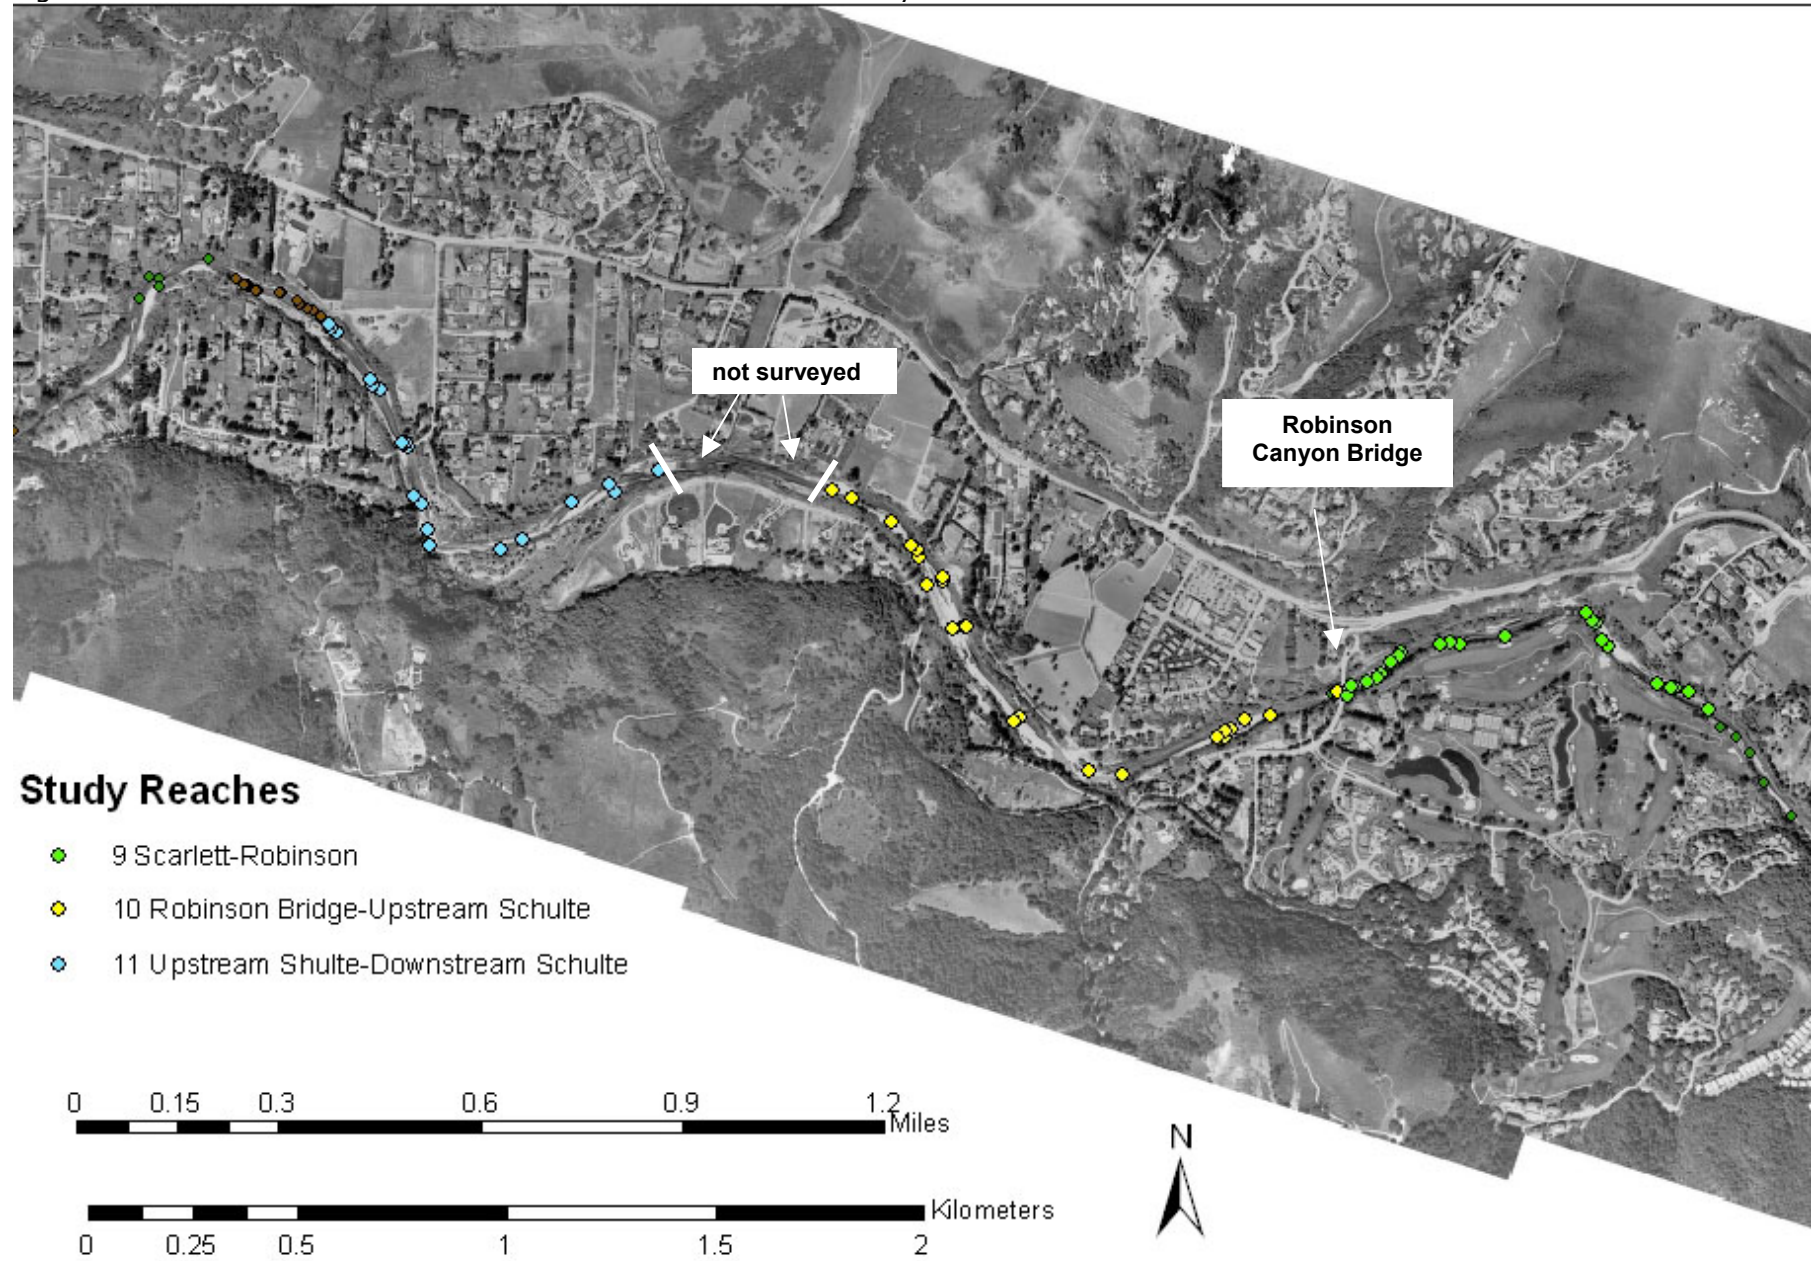 not surveyed
Robinson
Canyon Bridge
Study Reaches
9 Scarlett-Robinson
10 Robinson Bridge-Upstream Schulte
11 Upstream Shulte-Downstream Schulte
0 0.15 0.3 0.6 0.9 1.2
Miles
N
Kilometers
0 0.25 0.5 1 1.5 2